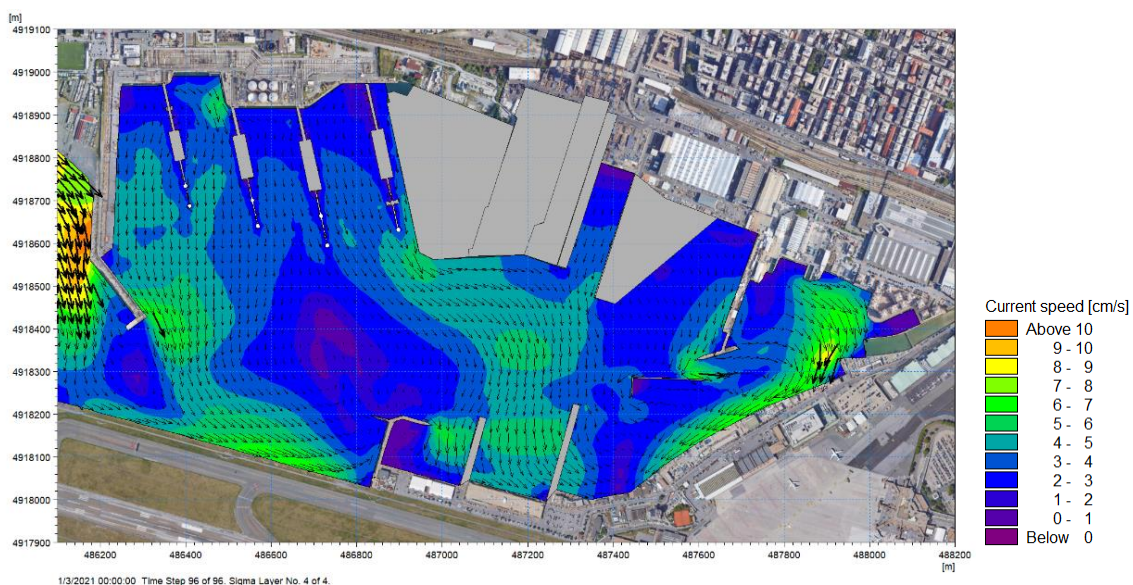 [m]
4919100
4919000
4918900
4918800
4918700
4918600
4918500
4918400
4918300
4918200
4918100
4918000
4917900
486200 486400 486600 486800 487000 487200 487400 487600 487800 488000 488200
[m]
1/3/2021 00:00:00 Time Step 96 of 96. Sigma Layer No. 4 of 4.
Current speed [cm/s]
Above 10
9 - 10
8 - 9
7 - 8
6 - 7
5 - 6
4 - 5
3 - 4
2 - 3
1 - 2
0 - 1
Below 0